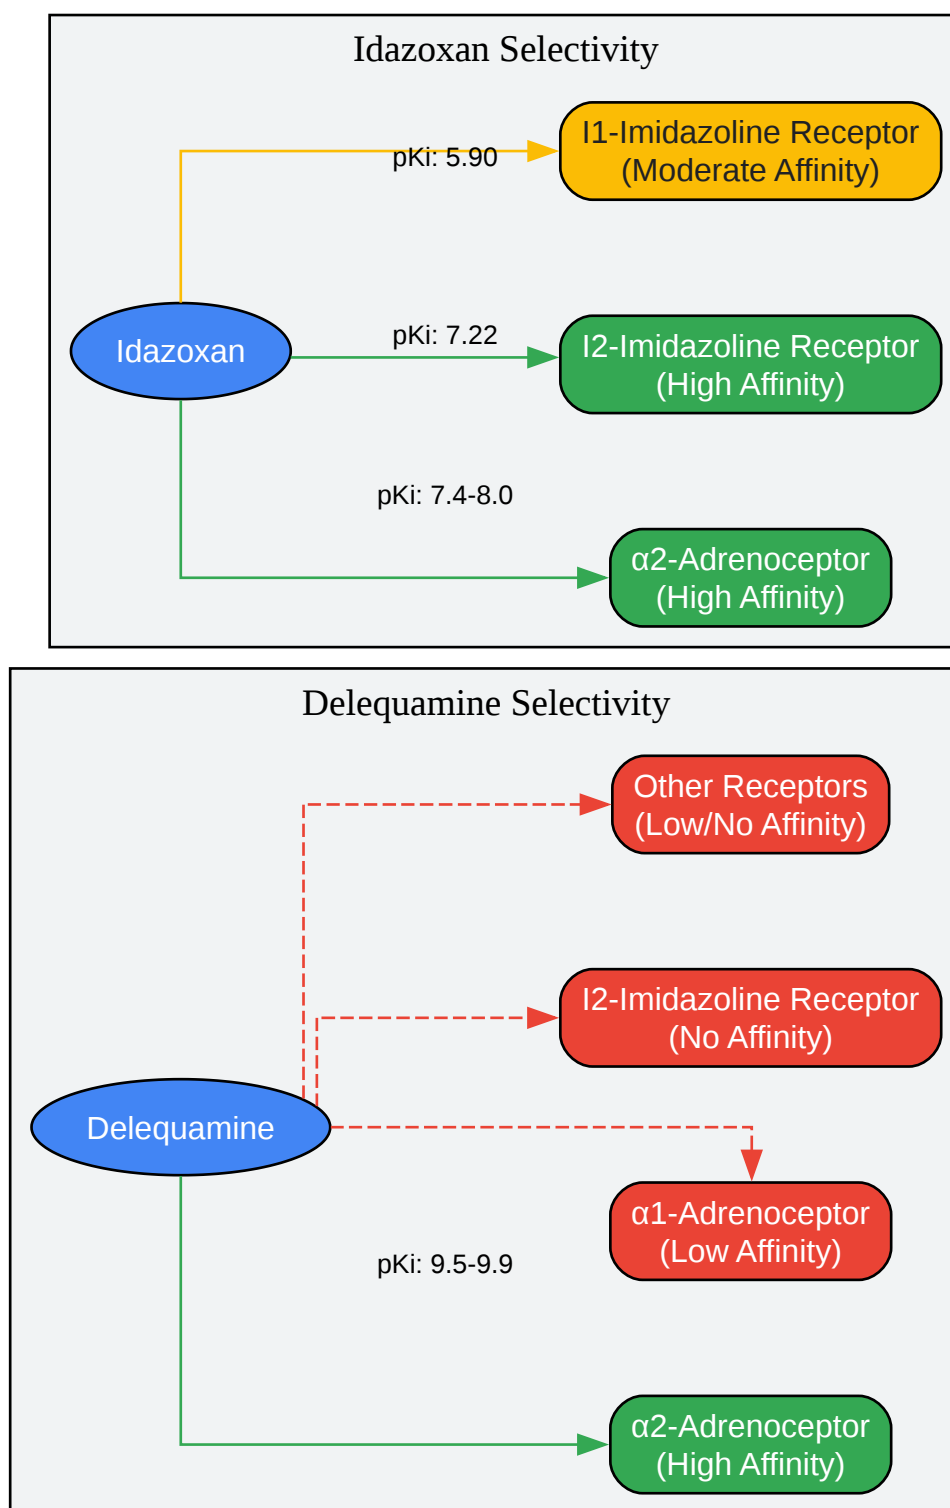 Idazoxan Selectivity
I1-Imidazoline Receptor
(Moderate Affinity)
pKi: 5.90
Idazoxan
pKi: 7.22
I2-Imidazoline Receptor
(High Affinity)
pKi: 7.4-8.0
α2-Adrenoceptor
(High Affinity)
Delequamine Selectivity
Other Receptors
(Low/No Affinity)
I2-Imidazoline Receptor
(No Affinity)
Delequamine
α1-Adrenoceptor
(Low Affinity)
pKi: 9.5-9.9
α2-Adrenoceptor
(High Affinity)